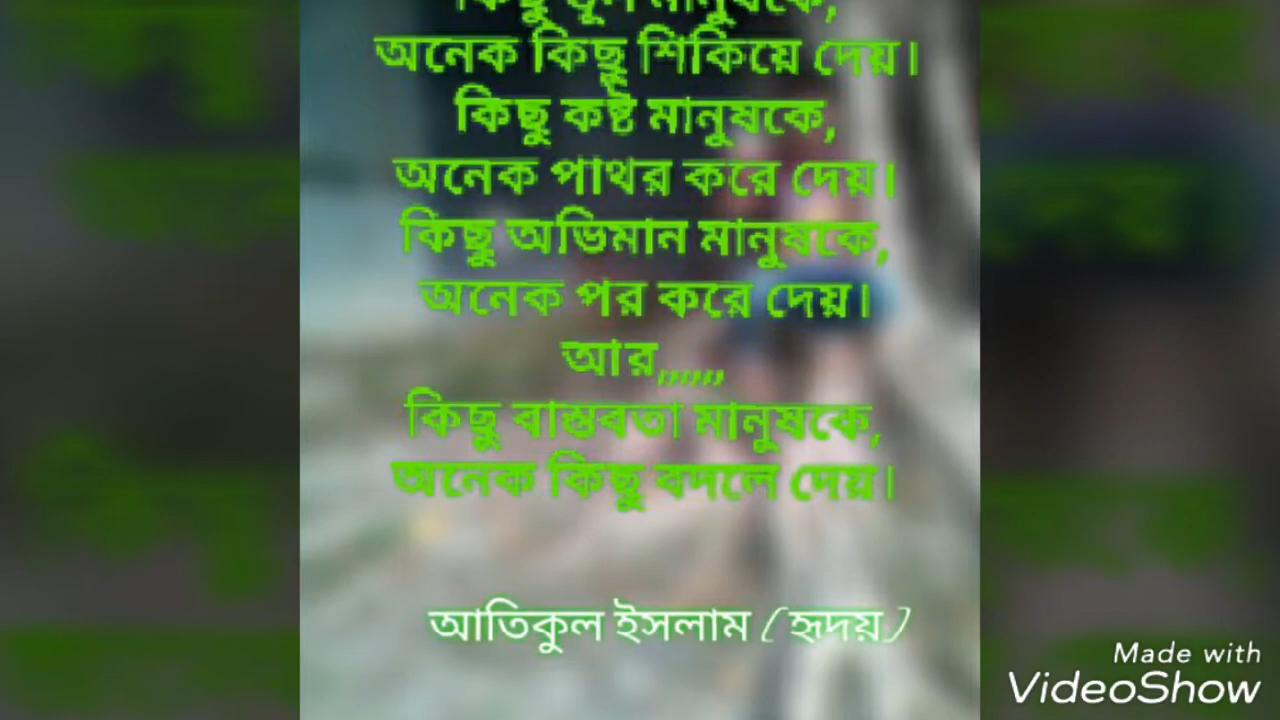 কিছু ভূল মানুষকে,
অনেক কিছু শিকিয়ে দেয়।
কিছু কষ্ট মানুষকে,
অনেক পাথর করে দেয়।
কিছু অভিমান মানুষকে,
অনেক পর করে দেয়।
আর,,,,,,
কিছু বাস্তবতা মানুষকে,
অনেক কিছু বদলে দেয়।
আতিকুল ইসলাম (হৃদয়)
Made with
VideoShow